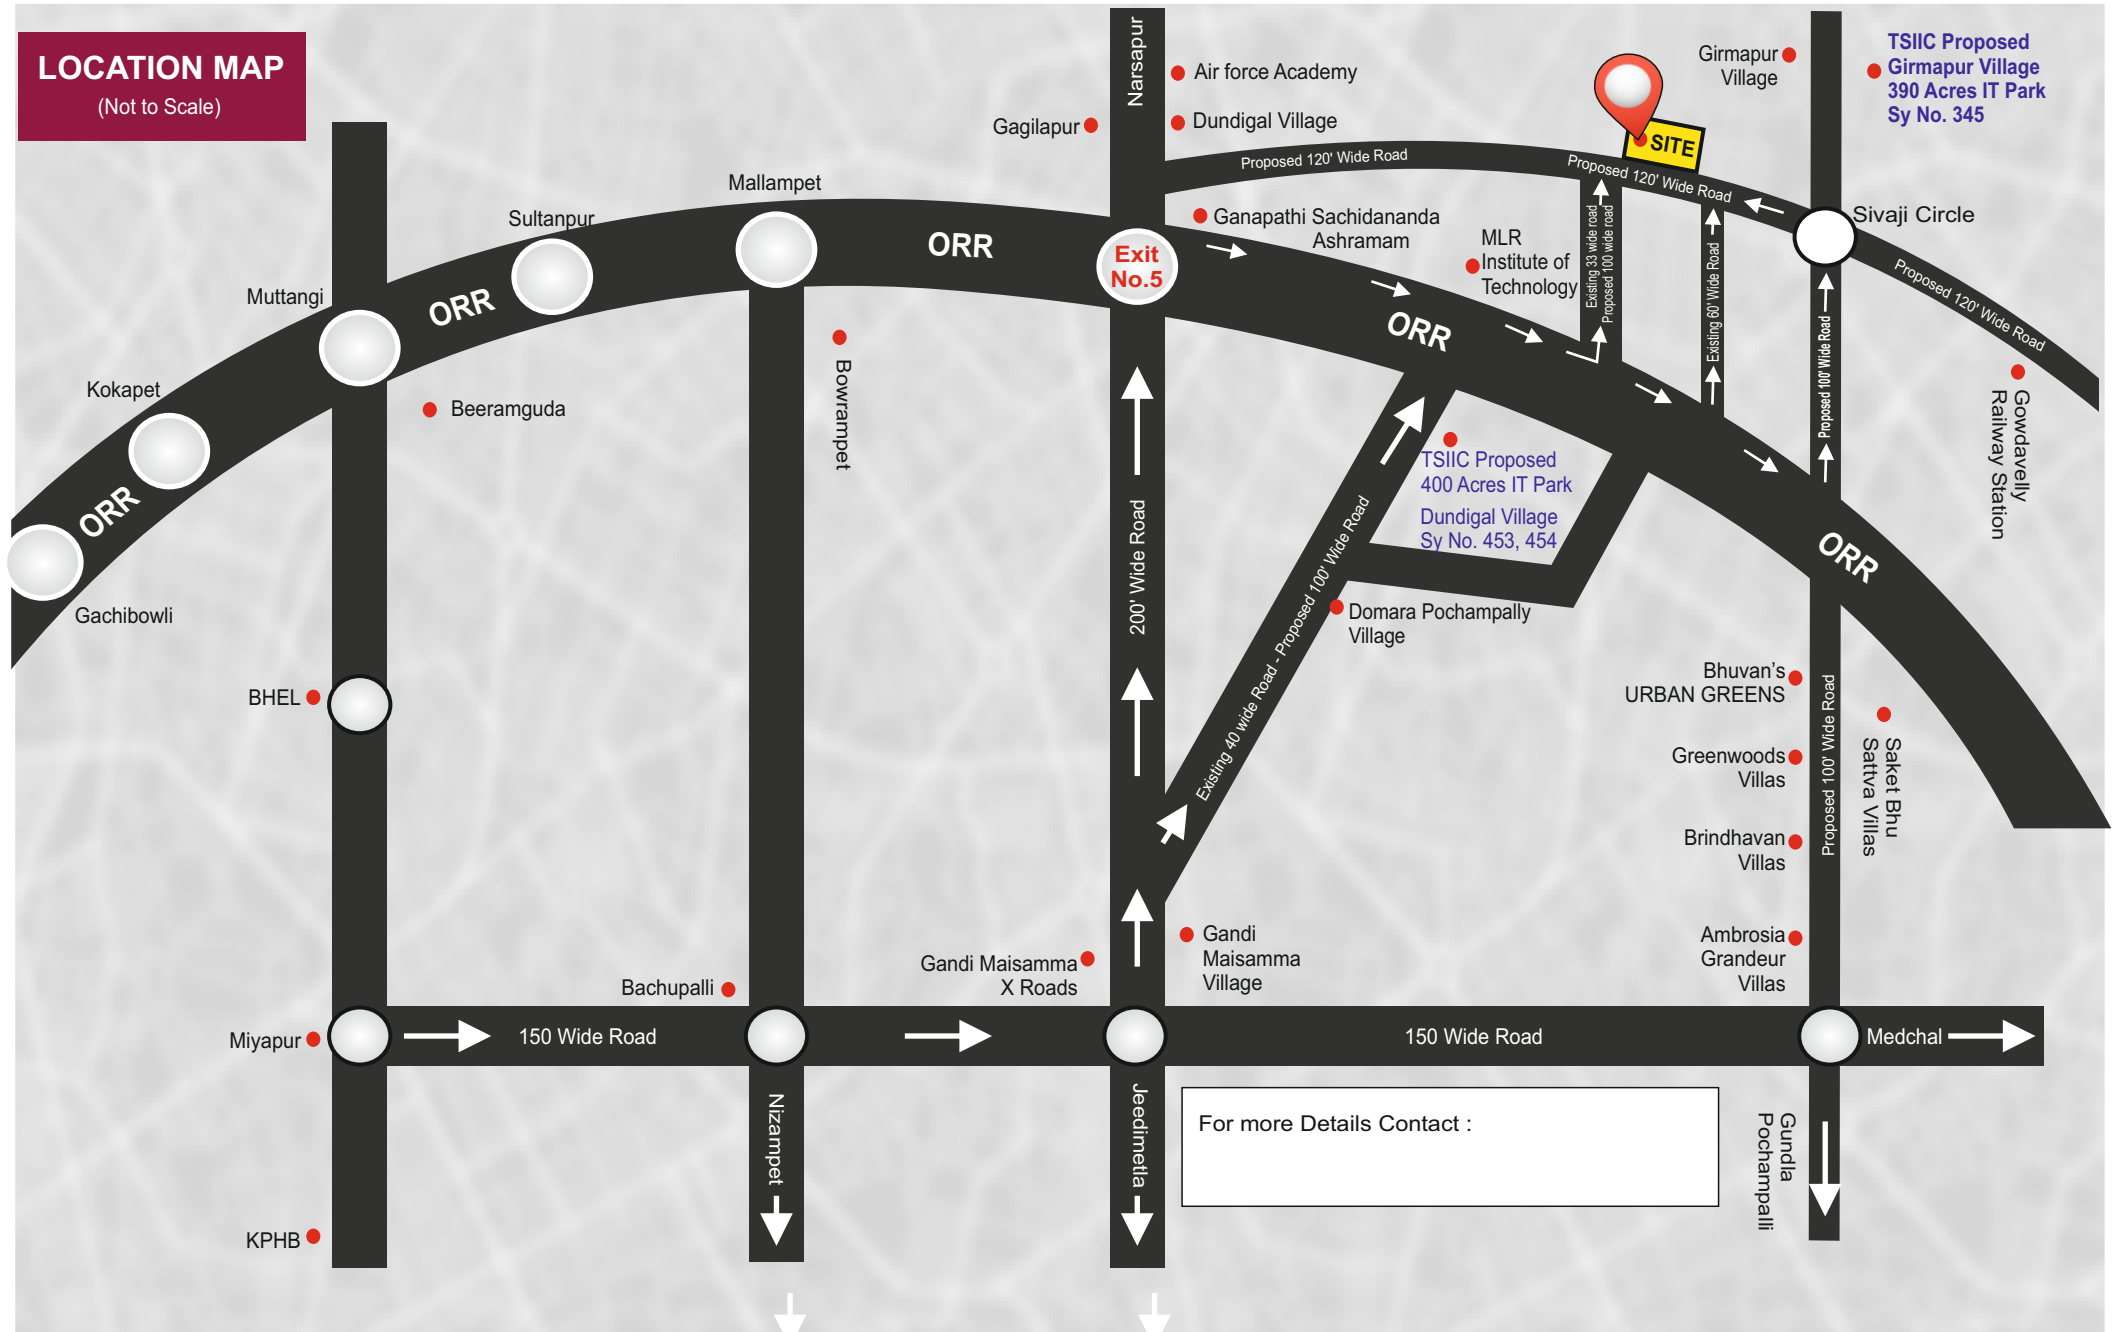 LOCATION MAP
(Not to Scale)
Narsapur
Air force Academy
Gagilapur
Dundigal Village
Girmapur
Village
TSIIC Proposed
Girmapur Village
390 Acres IT Park
Sy No. 345
SITE
Proposed 120' Wide Road
Proposed 120' Wide Road
Mallampet
Sultanpur
ORR
Exit
No.5
Ganapathi Sachidananda
Ashramam
MLR
Institute of
Technology
Existing 33 wide road
Proposed 100 wide road
Existing 60' Wide Road
Sivaji Circle
Proposed 120' Wide Road
Proposed 100' Wide Road
Muttangi
ORR
ORR
Kokapet
Beeramguda
Bowrampet
Gowdavelly
Railway Station
TSIIC Proposed
400 Acres IT Park
Dundigal Village
Sy No. 453, 454
ORR
ORR
Gachibowli
200' Wide Road
Existing 40 wide Road - Proposed 100' Wide Road
Domara Pochampally
Village
BHEL
Bhuvan's
URBAN GREENS
Greenwoods
Villas
Brindhavan
Villas
Proposed 100' Wide Road
Saket Bhu
Sattva Villas
Ambrosia
Grandeur
Villas
Gandi
Maisamma
Village
Gandi Maisamma
X Roads
Bachupalli
Miyapur
150 Wide Road
150 Wide Road
Medchal
Nizampet
Jeedimetla
For more Details Contact :
Gundla
Pochampalli
KPHB